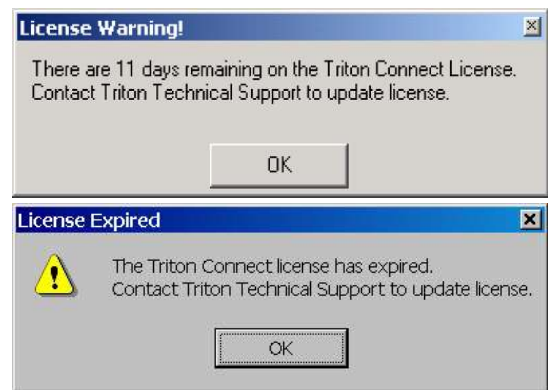 License Warning!
There are 11 days remaining on the Triton Connect License.
Contact Triton Technical Support to update license.
OK
License Expired
The Triton Connect license has expired.
Contact Triton Technical Support to update license.
OK